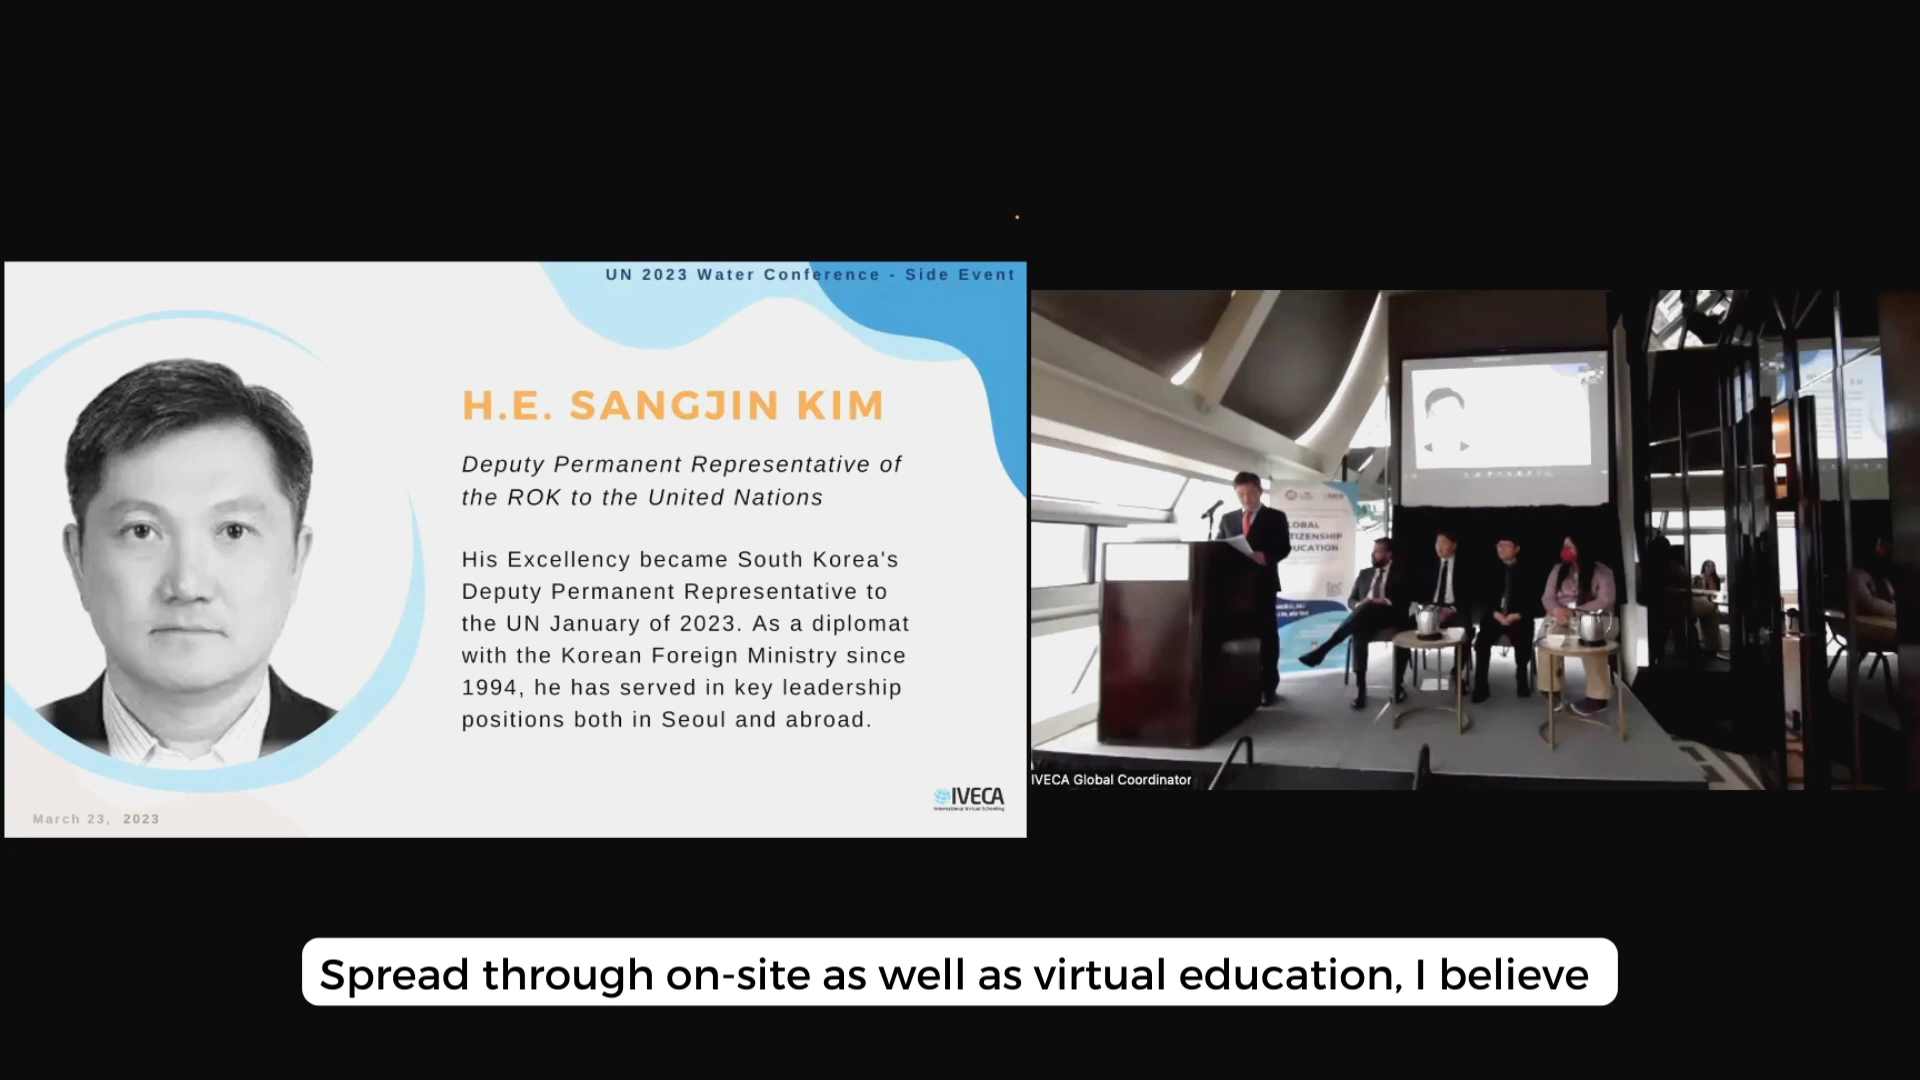 UN 2023 Water Conference - Side Event
H.E. SANGJIN KIM
Deputy Permanent Representative of
the ROK to the United Nations
His Excellency became South Korea's
Deputy Permanent Representative to
the UN January of 2023. As a diplomat
with the Korean Foreign Ministry since
1994, he has served in key leadership
positions both in Seoul and abroad.
IVECA
International Virtual Schooling
March 23, 2023
IVECA Global Coordinator
Spread through on-site as well as virtual education, I believe